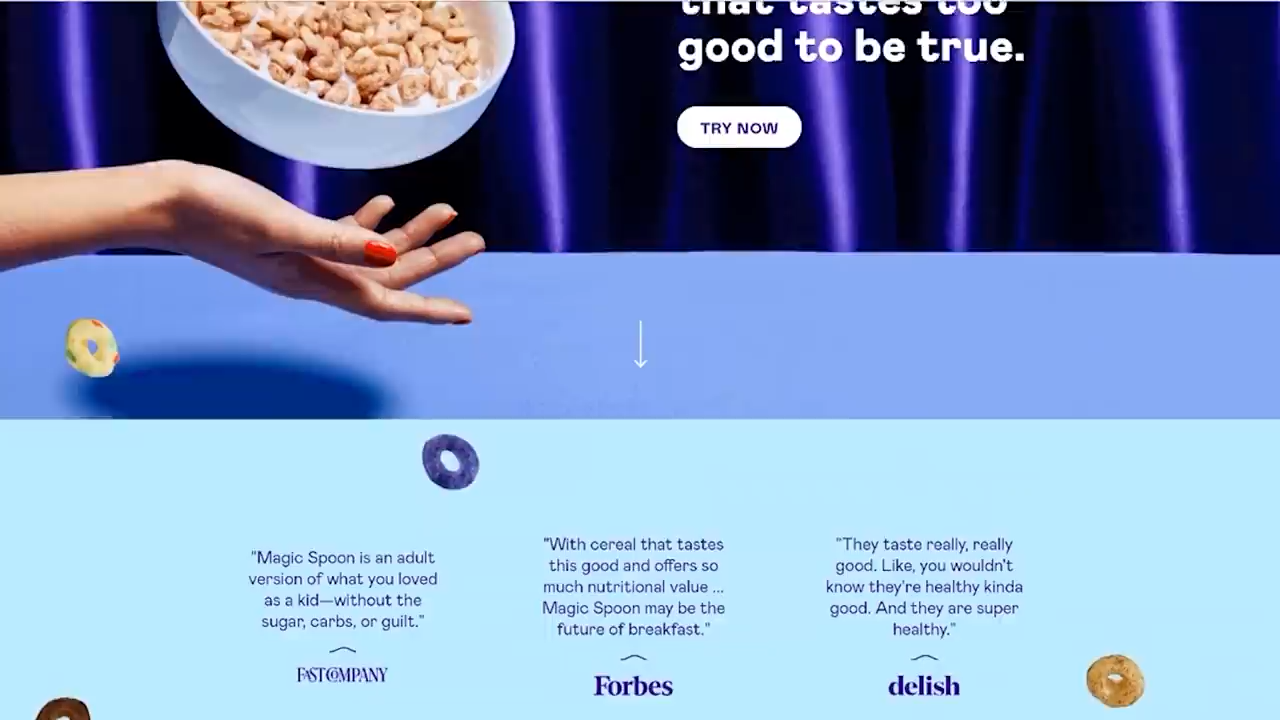 that tastes too
good to be true.
TRY NOW
"Magic Spoon is an adult
version of what you loved
as a kid—without the
sugar, carbs, or guilt."
FAST COMPANY
"With cereal that tastes
this good and offers so
much nutritional value ...
Magic Spoon may be the
future of breakfast."
Forbes
"They taste really, really
good. Like, you wouldn't
know they're healthy kinda
good. And they are super
healthy."
delish